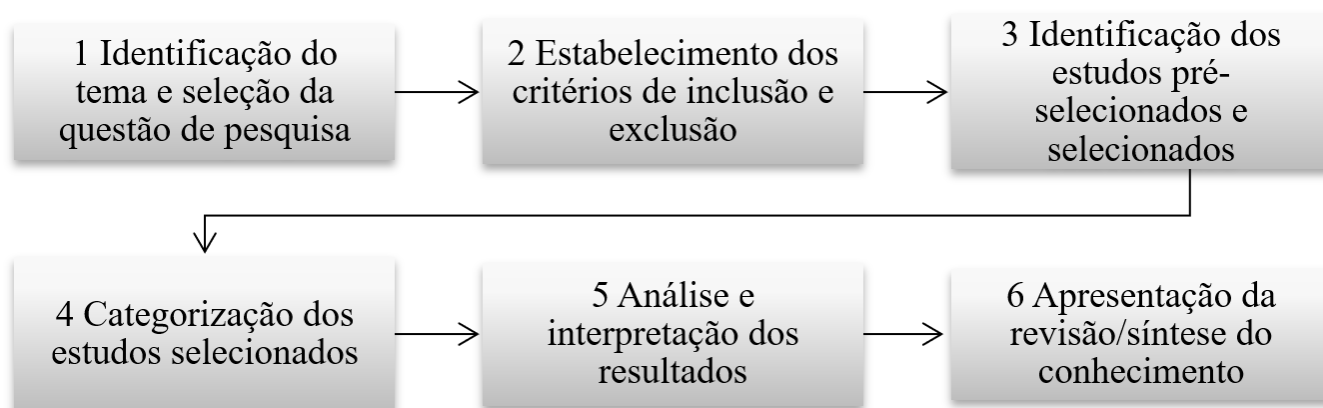 1 Identificação do
tema e seleção da
questão de pesquisa
2 Estabelecimento dos
critérios de inclusão e
exclusão
3 Identificação dos
estudos pré-
selecionados e
selecionados
4 Categorização dos
estudos selecionados
5 Análise e
interpretação dos
resultados
6 Apresentação da
revisão/síntese do
conhecimento